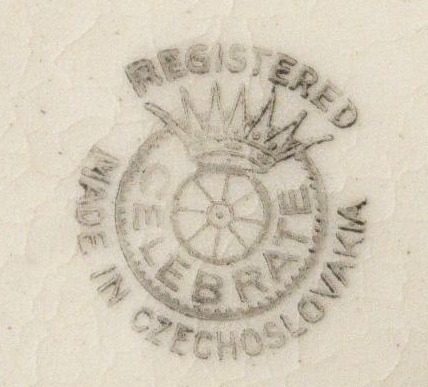 REGISTERED
CELEBRATE
MADE IN CZECHOSLOVAKIA